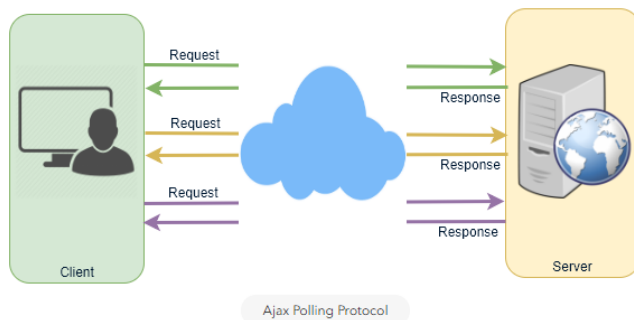 Request
Response
Request
Response
Request
Response
Client
Server
Ajax Polling Protocol